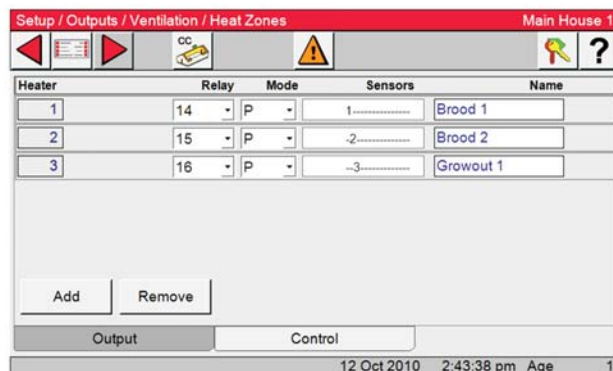 Setup / Outputs / Ventilation / Heat Zones Main House 1
CC
?
Heater Relay Mode Sensors Name
1 14 P 1-------------- Brood 1
2 15 P -2------------- Brood 2
3 16 P --3------------ Growout 1
Add Remove
Output Control
12 Oct 2010 2:43:38 pm Age 1